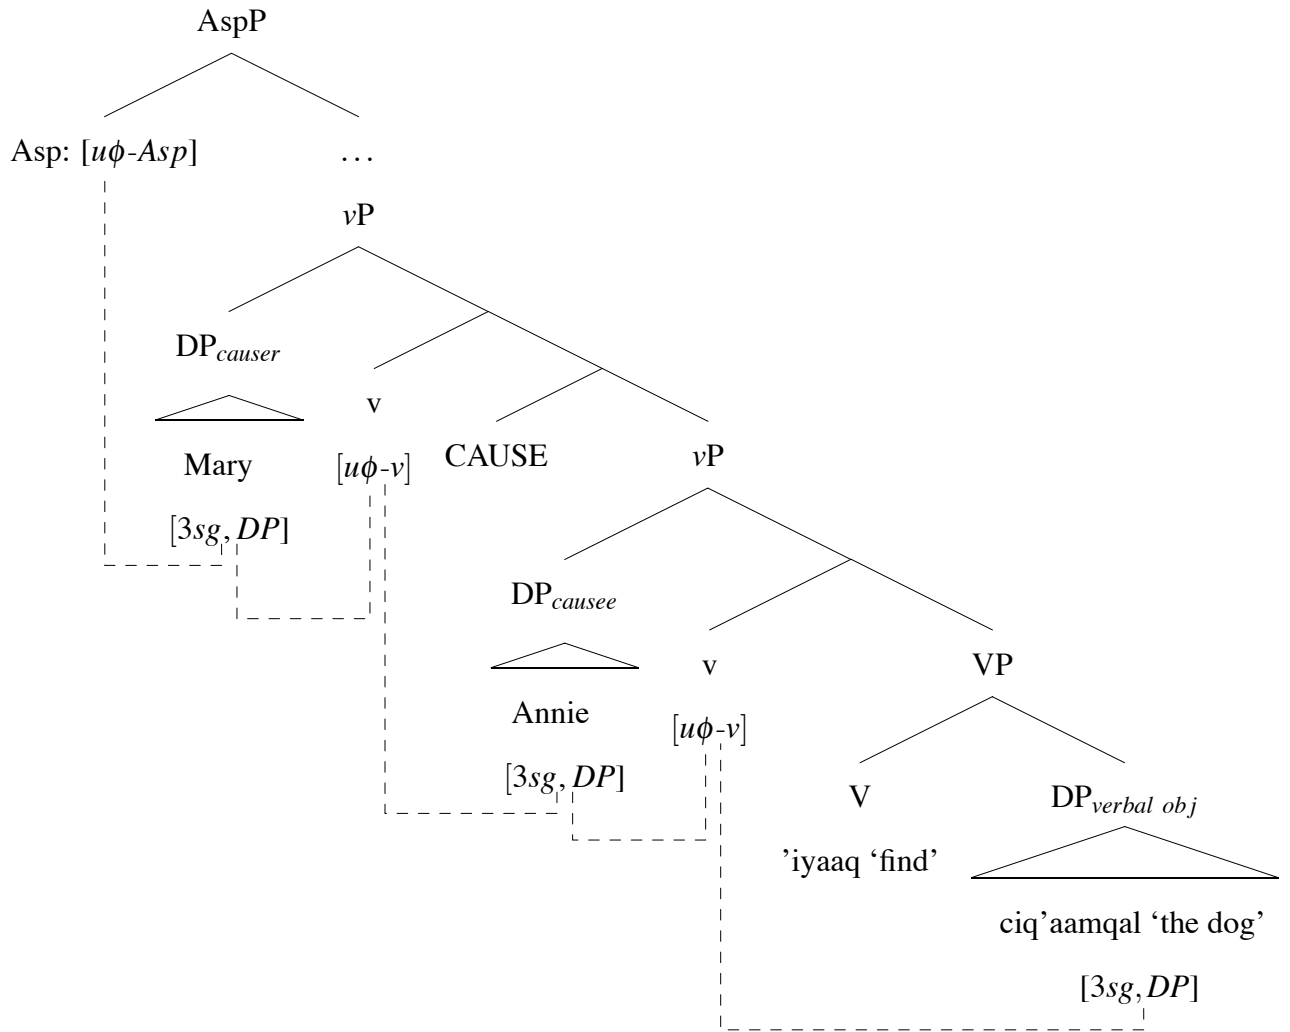 AspP
Asp: [uϕ-Asp] …
vP
DPcauser
v
Mary [uϕ-v] CAUSE vP
[3sg, DP]
DPcausee
v VP
Annie [uϕ-v]
[3sg, DP] V DPverbal obj
’iyaaq ‘find’
ciq’aamqal ‘the dog’
[3sg, DP]